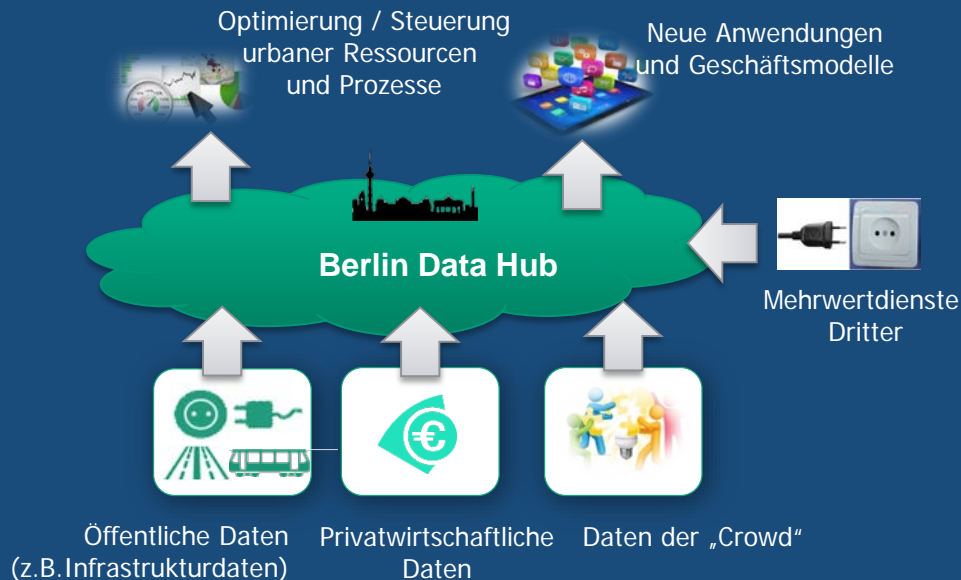 Optimierung / Steuerung
urbaner Ressourcen
und Prozesse
Neue Anwendungen
und Geschäftsmodelle
Berlin Data Hub
Mehrwertdienste
Dritter
€
Öffentliche Daten
(z.B.Infrastrukturdaten)
Privatwirtschaftliche
Daten
Daten der „Crowd“